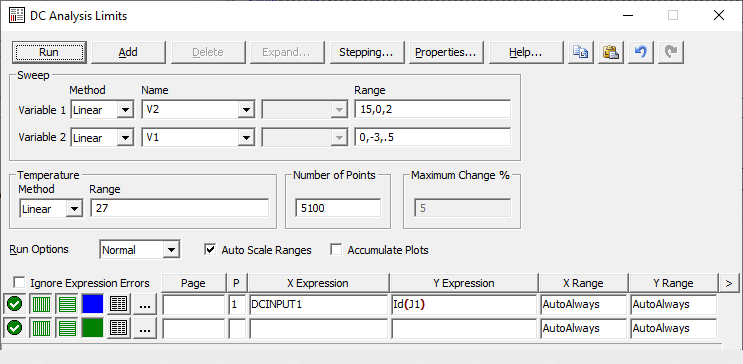 DC Analysis Limits
Run Add Delete Expand... Stepping... Properties... Help...
Sweep
Method Name Range
Variable 1 Linear V2 15,0,2
Variable 2 Linear V1 0,-3,.5
Temperature Number of Points Maximum Change %
Method Range
Linear 27 5100 5
Run Options Normal Auto Scale Ranges Accumulate Plots
Ignore Expression Errors Page P X Expression Y Expression X Range Y Range >
... 1 DCINPUT1 Id(J1) AutoAlways AutoAlways
... AutoAlways AutoAlways